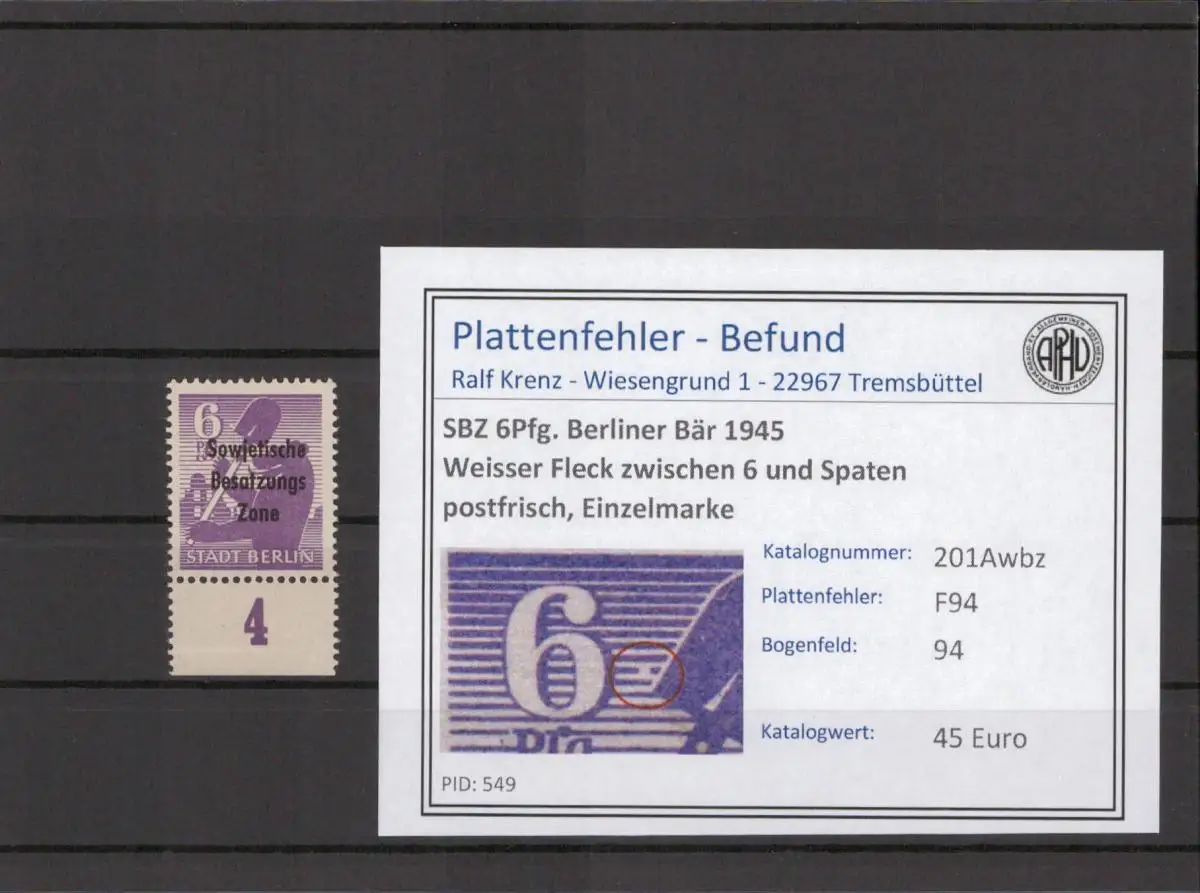 6
Sowjetische
Besatzungs
Zone
STADT BERLIN
4
Plattenfehler - Befund
Ralf Krenz - Wiesengrund 1 - 22967 Tremsbüttel
APHV
SBZ 6Pfg. Berliner Bär 1945
Weisser Fleck zwischen 6 und Spaten
postfrisch, Einzelmarke
6
Pfg
Katalognummer: 201Awbz
Plattenfehler: F94
Bogenfeld: 94
Katalogwert: 45 Euro
PID: 549